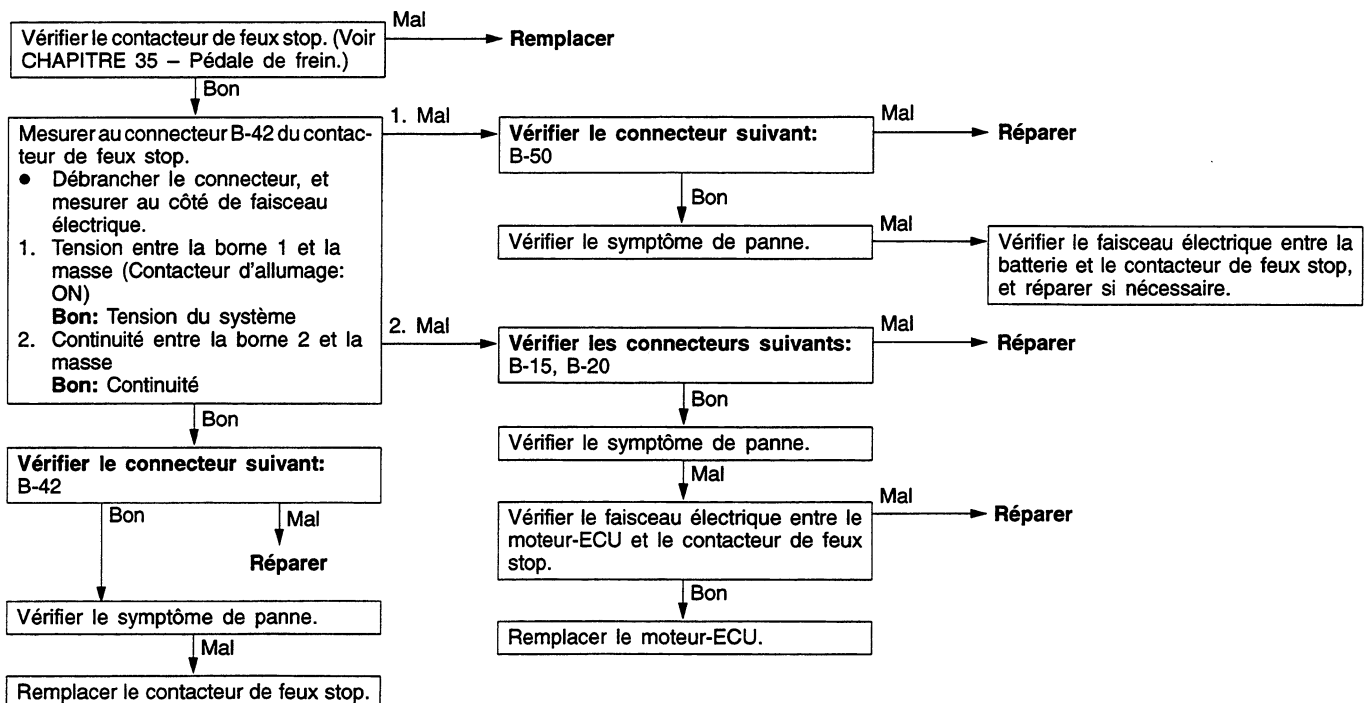 Vérifier le contacteur de feux stop. (Voir
CHAPITRE 35 – Pédale de frein.)
Mal
Remplacer
Bon
Mesurer au connecteur B-42 du contac-
teur de feux stop.
● Débrancher le connecteur, et
mesurer au côté de faisceau
électrique.
1. Tension entre la borne 1 et la
masse (Contacteur d'allumage:
ON)
Bon: Tension du système
2. Continuité entre la borne 2 et la
masse
Bon: Continuité
1. Mal
Vérifier le connecteur suivant:
B-50
Mal
Réparer
Bon
Vérifier le symptôme de panne.
Mal
Vérifier le faisceau électrique entre la
batterie et le contacteur de feux stop,
et réparer si nécessaire.
2. Mal
Vérifier les connecteurs suivants:
B-15, B-20
Mal
Réparer
Bon
Vérifier le symptôme de panne.
Mal
Vérifier le faisceau électrique entre le
moteur-ECU et le contacteur de feux
stop.
Mal
Réparer
Bon
Remplacer le moteur-ECU.
Bon
Vérifier le connecteur suivant:
B-42
Bon
Mal
Réparer
Vérifier le symptôme de panne.
Mal
Remplacer le contacteur de feux stop.